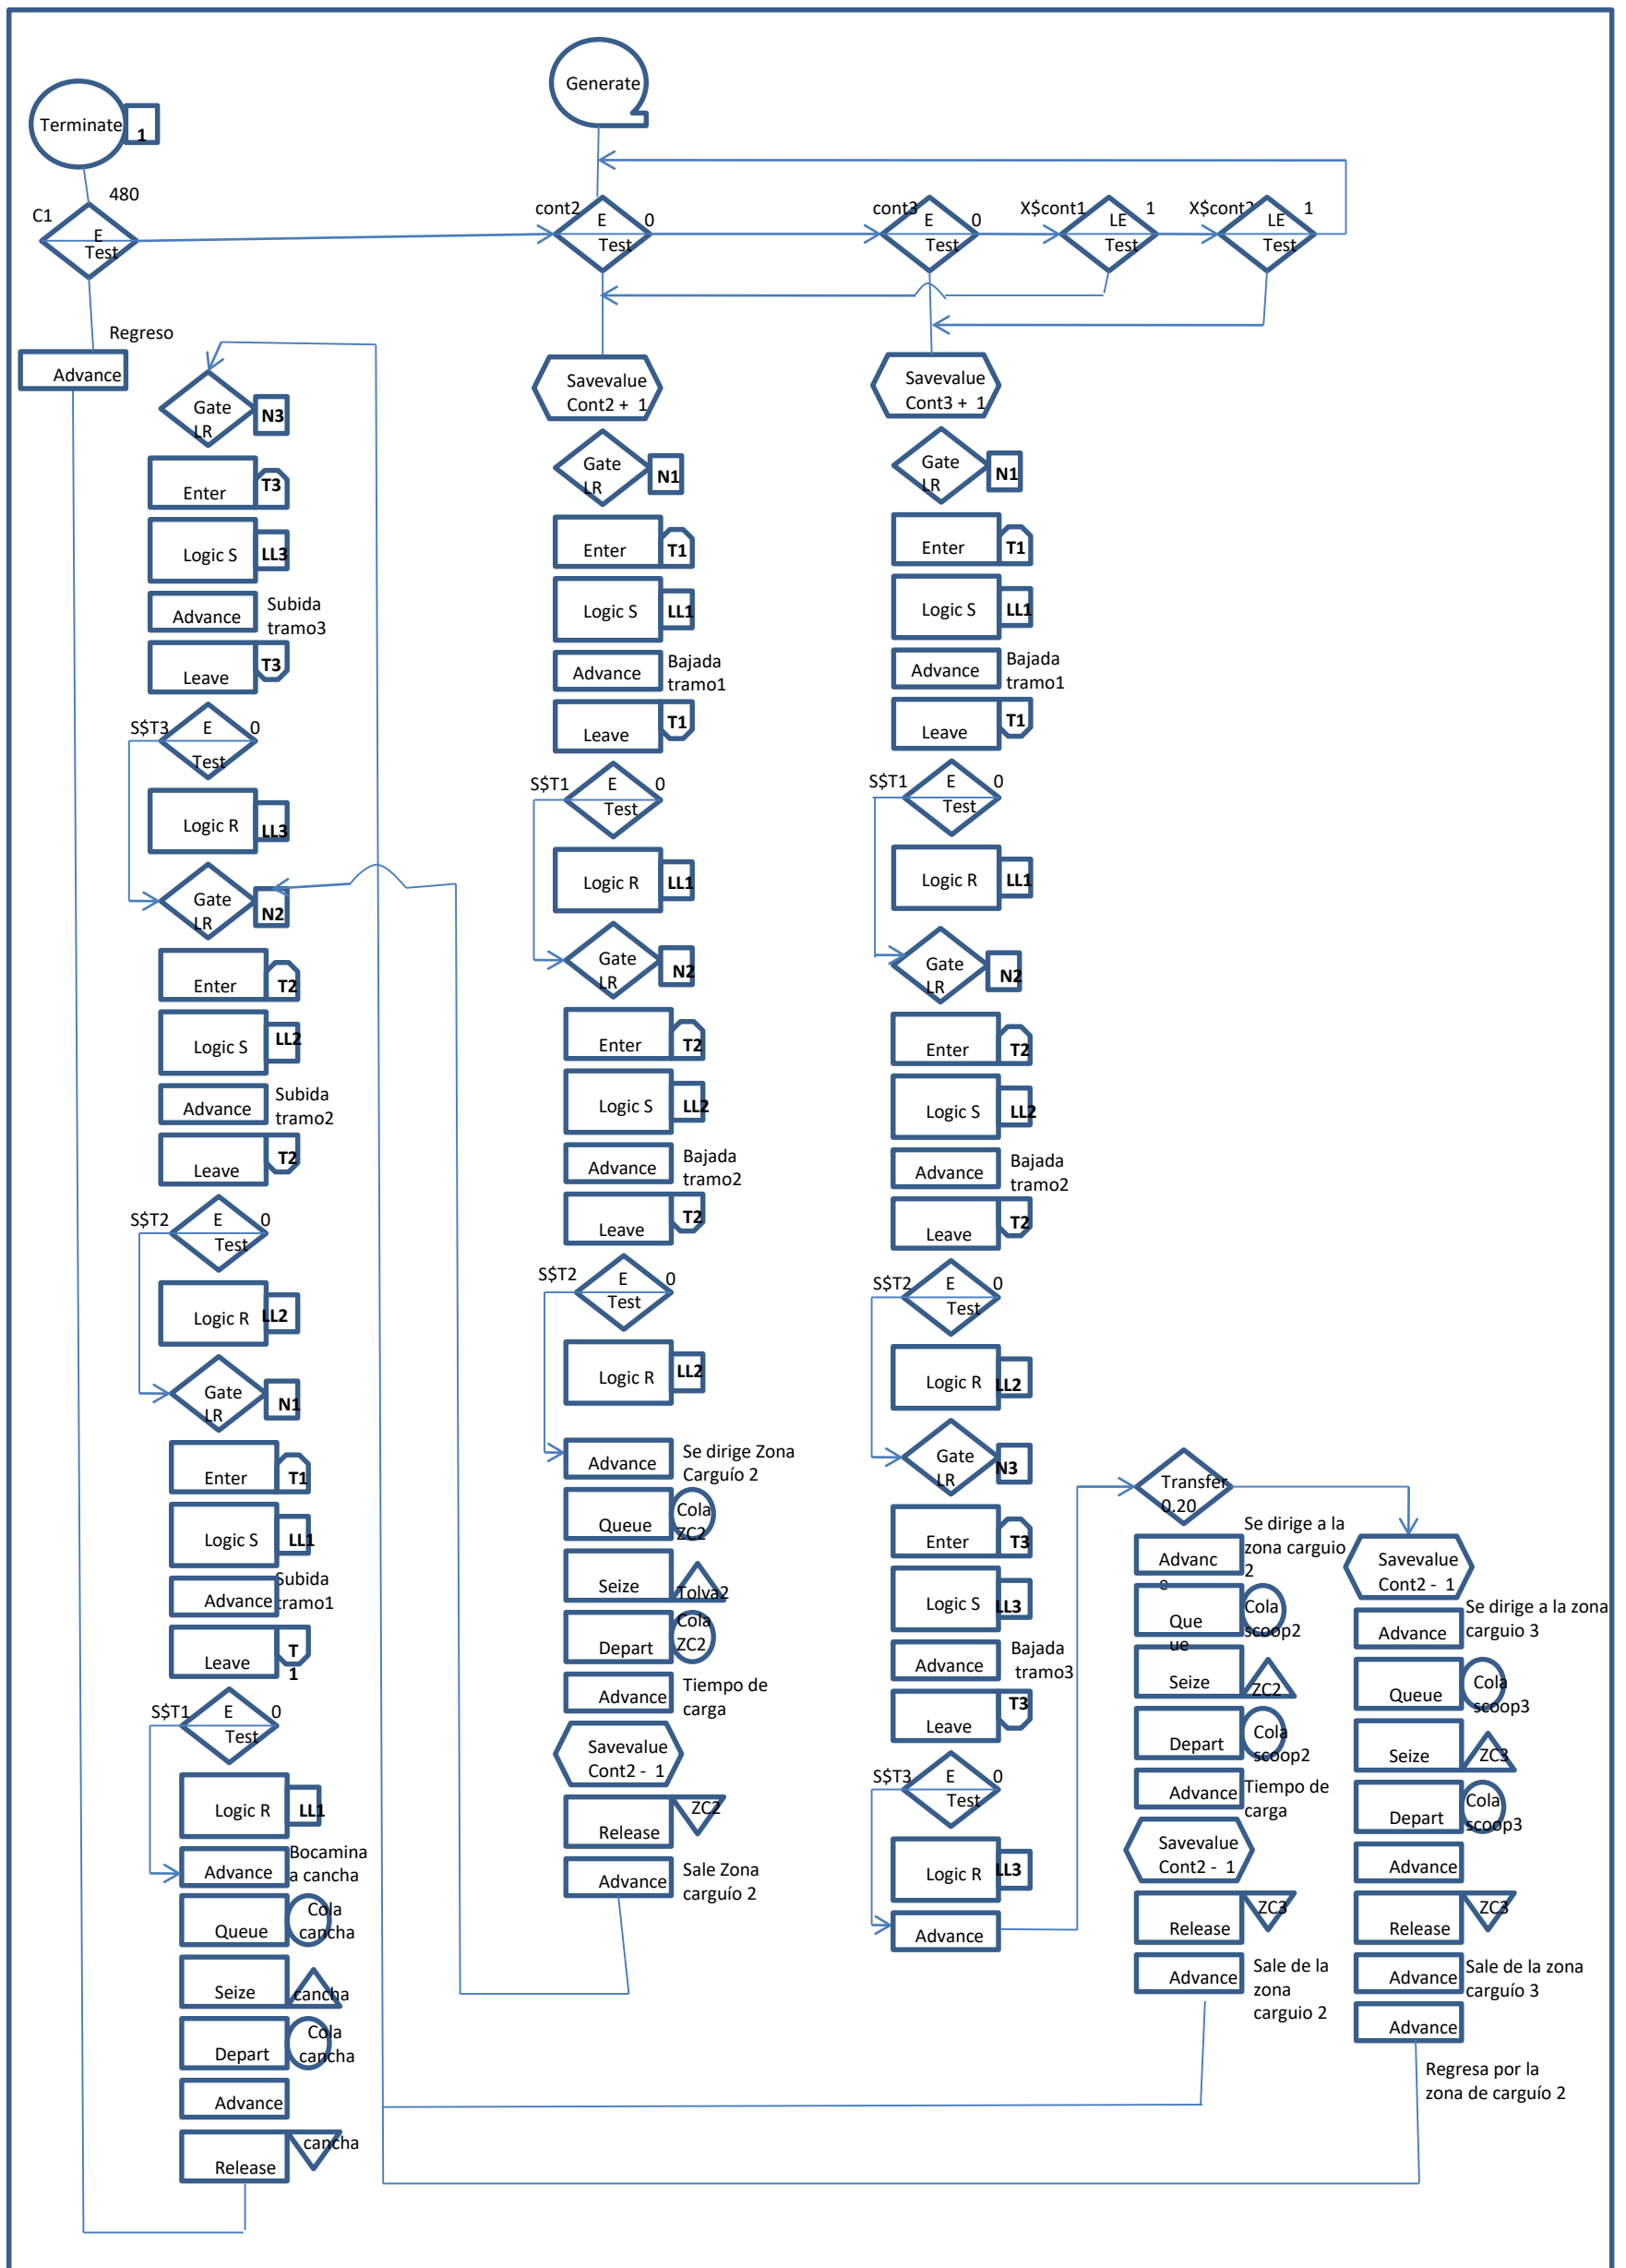 Generate
Terminate
1
480
C1
E
Test
cont2
E
0
Test
cont3
E
0
Test
X$cont1
LE
1
Test
LE
1
Test
Regreso
Advance
Gate
LR
N3
Enter
T3
Logic S
LL3
Advance
Subida
tramo3
Leave
T3
S$T3
E
0
Test
Logic R
LL3
Gate
LR
N2
Enter
T2
Logic S
LL2
Advance
Subida
tramo2
Leave
T2
S$T2
E
0
Test
Logic R
LL2
Gate
LR
N1
Enter
T1
Logic S
LL1
Advance
Subida
tramo1
Leave
T
1
S$T1
E
0
Test
Logic R
LL1
Advance
Bocamina
a cancha
Queue
Cola
cancha
Seize
cancha
Depart
Cola
cancha
Advance
Release
cancha
Savevalue
Cont2 + 1
Gate
LR
N1
Enter
T1
Logic S
LL1
Advance
Bajada
tramo1
Leave
T1
S$T1
E
0
Test
Logic R
LL1
Gate
LR
N2
Enter
T2
Logic S
LL2
Advance
Bajada
tramo2
Leave
T2
S$T2
E
0
Test
Logic R
LL2
Advance
Se dirige Zona
Carguío 2
Queue
Cola
ZC2
Seize
Tolva2
Depart
Cola
ZC2
Advance
Tiempo de
carga
Savevalue
Cont2 - 1
Release
ZC2
Advance
Sale Zona
carguío 2
Savevalue
Cont3 + 1
Gate
LR
N1
Enter
T1
Logic S
LL1
Advance
Bajada
tramo1
Leave
T1
S$T1
E
0
Test
Logic R
LL1
Gate
LR
N2
Enter
T2
Logic S
LL2
Advance
Bajada
tramo2
Leave
T2
S$T2
E
0
Test
Logic R
LL2
Gate
LR
N3
Enter
T3
Logic S
LL3
Advance
Bajada
tramo3
Leave
T3
S$T3
E
0
Test
Logic R
LL3
Advance
Transfer
0.20
Advanc
e
Se dirige a la
zona carguio
2
Que
ue
Cola
scoop2
Seize
ZC2
Depart
Cola
scoop2
Advance
Tiempo de
carga
Savevalue
Cont2 - 1
Release
ZC3
Advance
Sale de la
zona
carguio 2
Savevalue
Cont2 - 1
Advance
Se dirige a la zona
carguio 3
Queue
Cola
scoop3
Seize
ZC3
Depart
Cola
scoop3
Advance
Release
ZC3
Advance
Sale de la zona
carguío 3
Advance
Regresa por la
zona de carguío 2